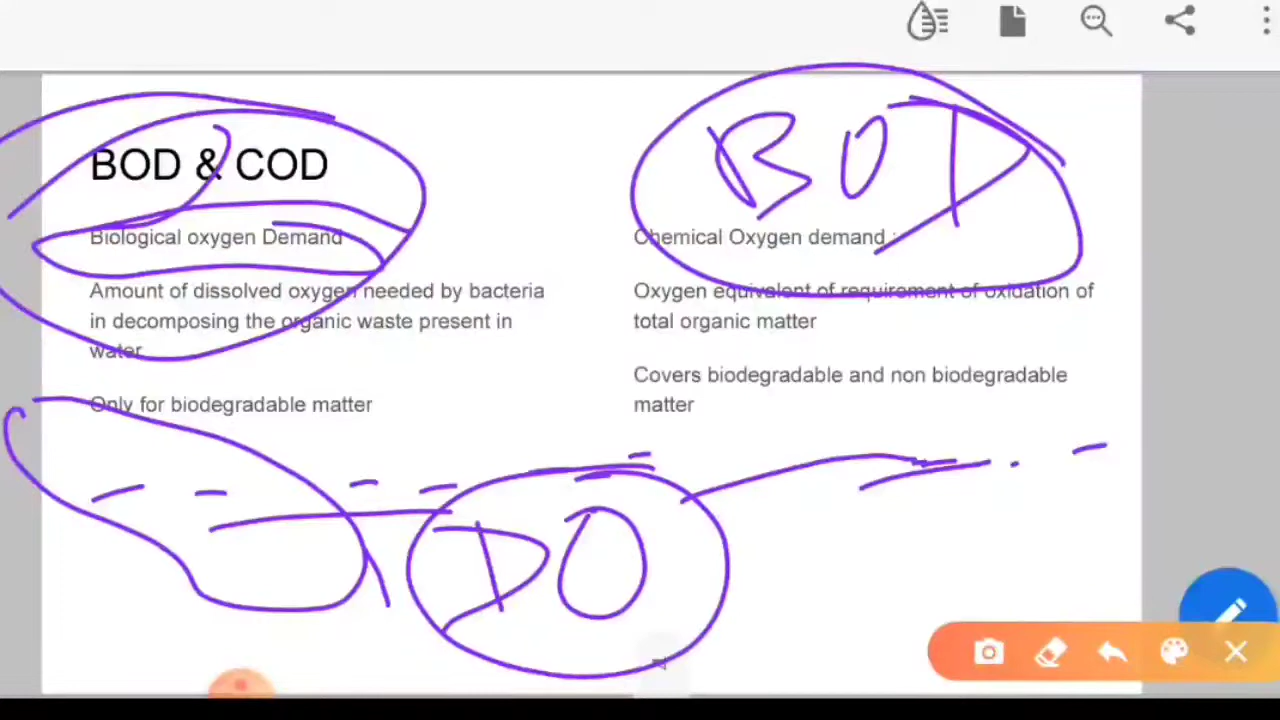 BOD & COD
BOD
Biological oxygen Demand
Amount of dissolved oxygen needed by bacteria
in decomposing the organic waste present in
water
Only for biodegradable matter
Chemical Oxygen demand :
Oxygen equivalent of requirement of oxidation of
total organic matter
Covers biodegradable and non biodegradable
matter
DO